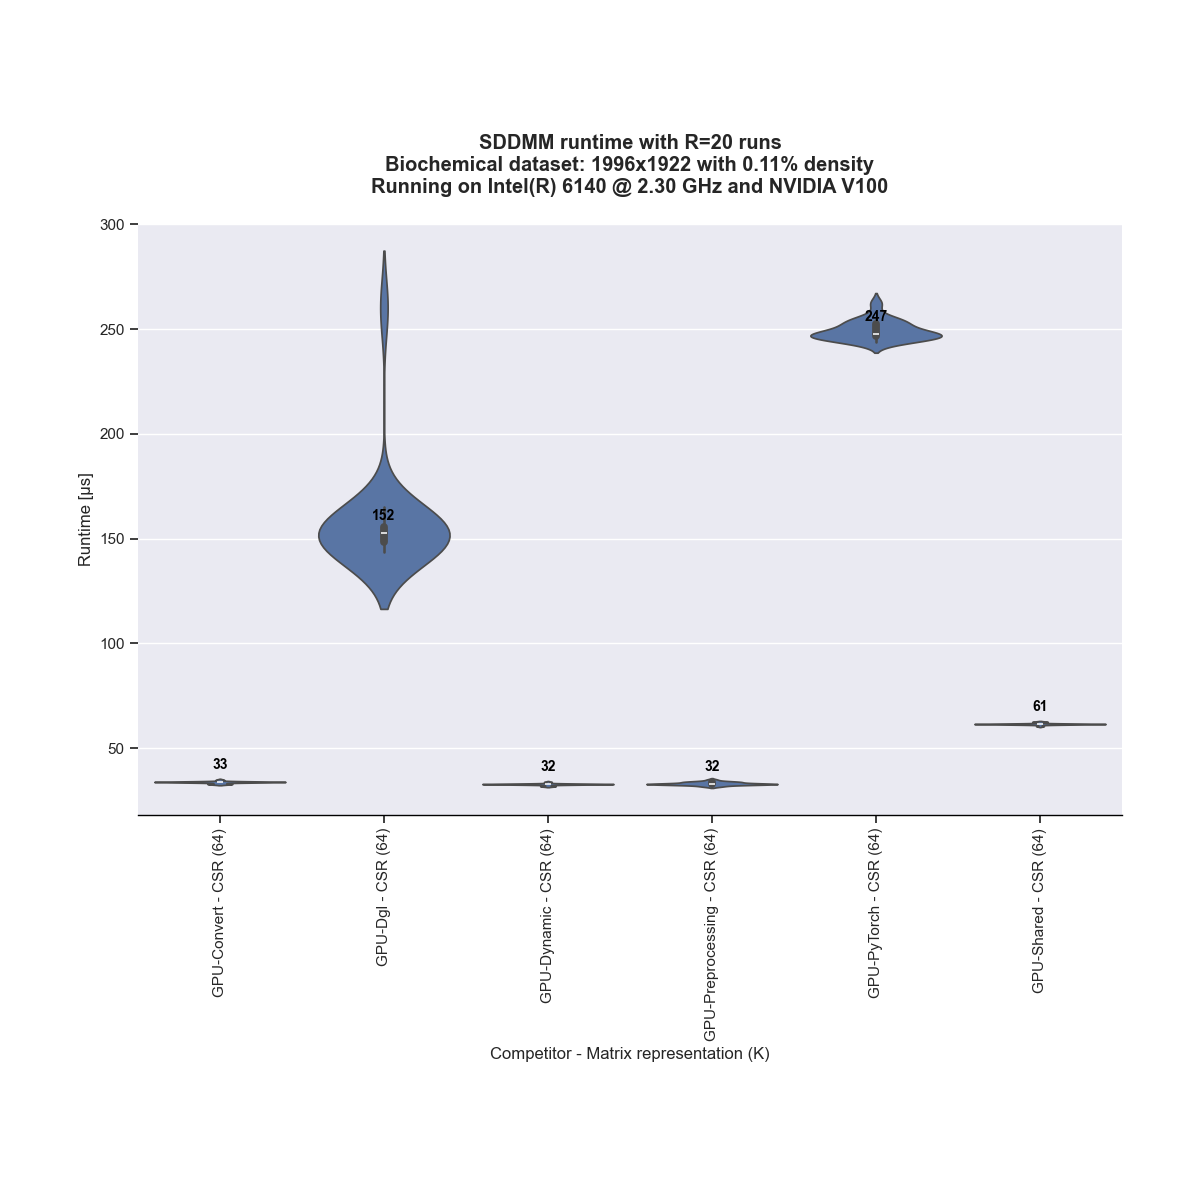 SDDMM runtime with R=20 runs
Biochemical dataset: 1996x1922 with 0.11% density
Running on Intel(R) 6140 @ 2.30 GHz and NVIDIA V100
Runtime [µs]
300
250
200
150
100
50
33
152
32
32
247
61
GPU-Convert - CSR (64)
GPU-Dgl - CSR (64)
GPU-Dynamic - CSR (64)
GPU-Preprocessing - CSR (64)
GPU-PyTorch - CSR (64)
GPU-Shared - CSR (64)
Competitor - Matrix representation (K)